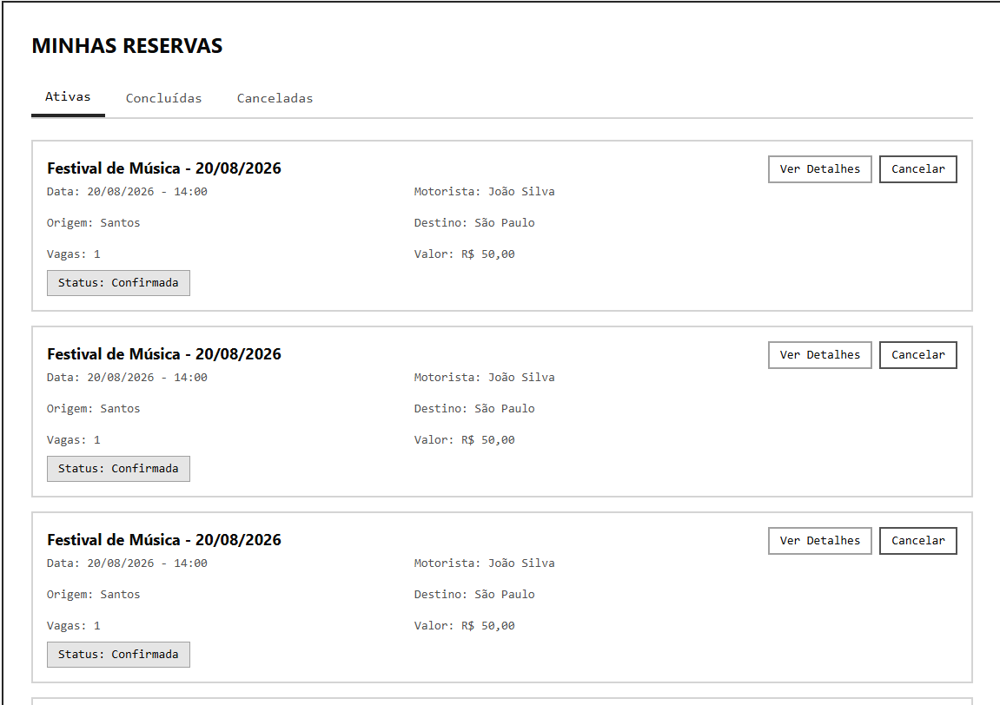 MINHAS RESERVAS
Ativas Concluídas Canceladas
Festival de Música - 20/08/2026 Ver Detalhes Cancelar
Data: 20/08/2026 - 14:00 Motorista: João Silva
Origem: Santos Destino: São Paulo
Vagas: 1 Valor: R$ 50,00
Status: Confirmada
Festival de Música - 20/08/2026 Ver Detalhes Cancelar
Data: 20/08/2026 - 14:00 Motorista: João Silva
Origem: Santos Destino: São Paulo
Vagas: 1 Valor: R$ 50,00
Status: Confirmada
Festival de Música - 20/08/2026 Ver Detalhes Cancelar
Data: 20/08/2026 - 14:00 Motorista: João Silva
Origem: Santos Destino: São Paulo
Vagas: 1 Valor: R$ 50,00
Status: Confirmada